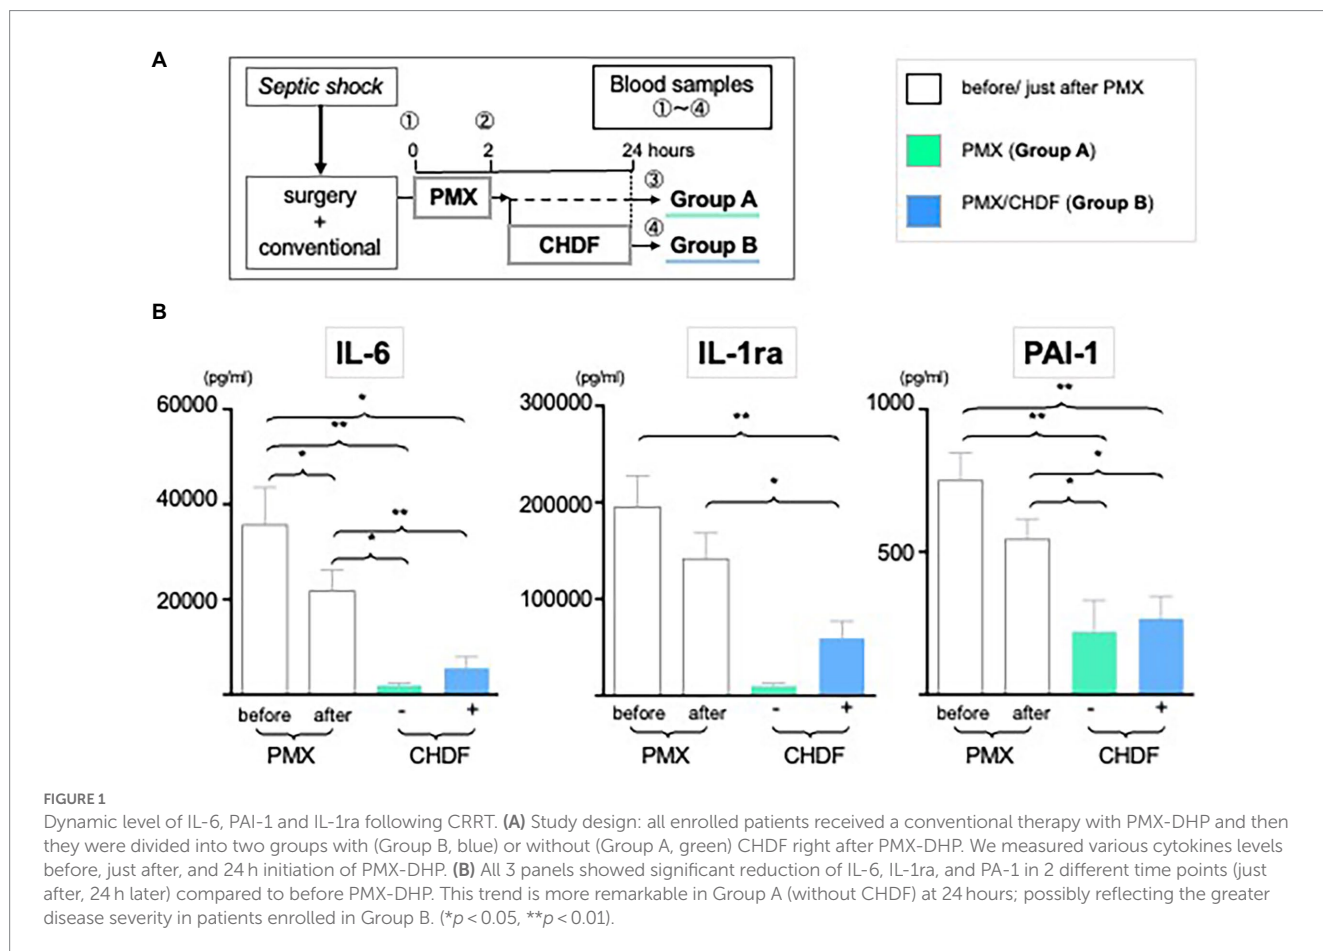 A
Septic shock
surgery
+
conventional
① ②
0 2 24 hours
PMX
CHDF
Blood samples
①~④
③
Group A
④
Group B
before/ just after PMX
PMX (Group A)
PMX/CHDF (Group B)
B
IL-6
(pg/ml)
60000
40000
20000
*
**
*
**
*
before after - +
PMX CHDF
IL-1ra
(pg/ml)
300000
200000
100000
**
*
before after - +
PMX CHDF
PAI-1
(pg/ml)
1000
500
**
**
*
*
before after - +
PMX CHDF
FIGURE 1
Dynamic level of IL-6, PAI-1 and IL-1ra following CRRT. (A) Study design: all enrolled patients received a conventional therapy with PMX-DHP and then
they were divided into two groups with (Group B, blue) or without (Group A, green) CHDF right after PMX-DHP. We measured various cytokines levels
before, just after, and 24 h initiation of PMX-DHP. (B) All 3 panels showed significant reduction of IL-6, IL-1ra, and PA-1 in 2 different time points (just
after, 24 h later) compared to before PMX-DHP. This trend is more remarkable in Group A (without CHDF) at 24 hours; possibly reflecting the greater
disease severity in patients enrolled in Group B. (*p < 0.05, **p < 0.01).